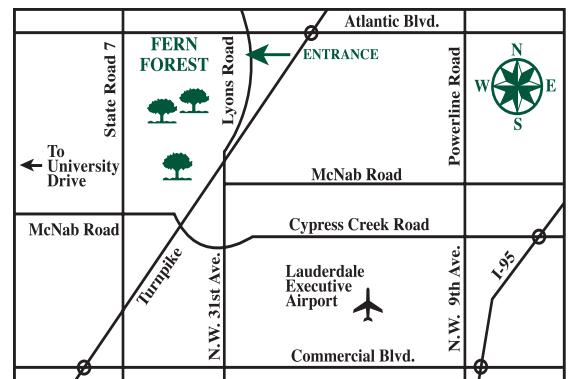 Atlantic Blvd.
FERN
FOREST
ENTRANCE
State Road 7
Lyons Road
Powerline Road
N
W
E
S
To
University
Drive
McNab Road
McNab Road
Cypress Creek Road
Turnpike
N.W. 31st Ave.
Lauderdale
Executive
Airport
N.W. 9th Ave.
I-95
Commercial Blvd.